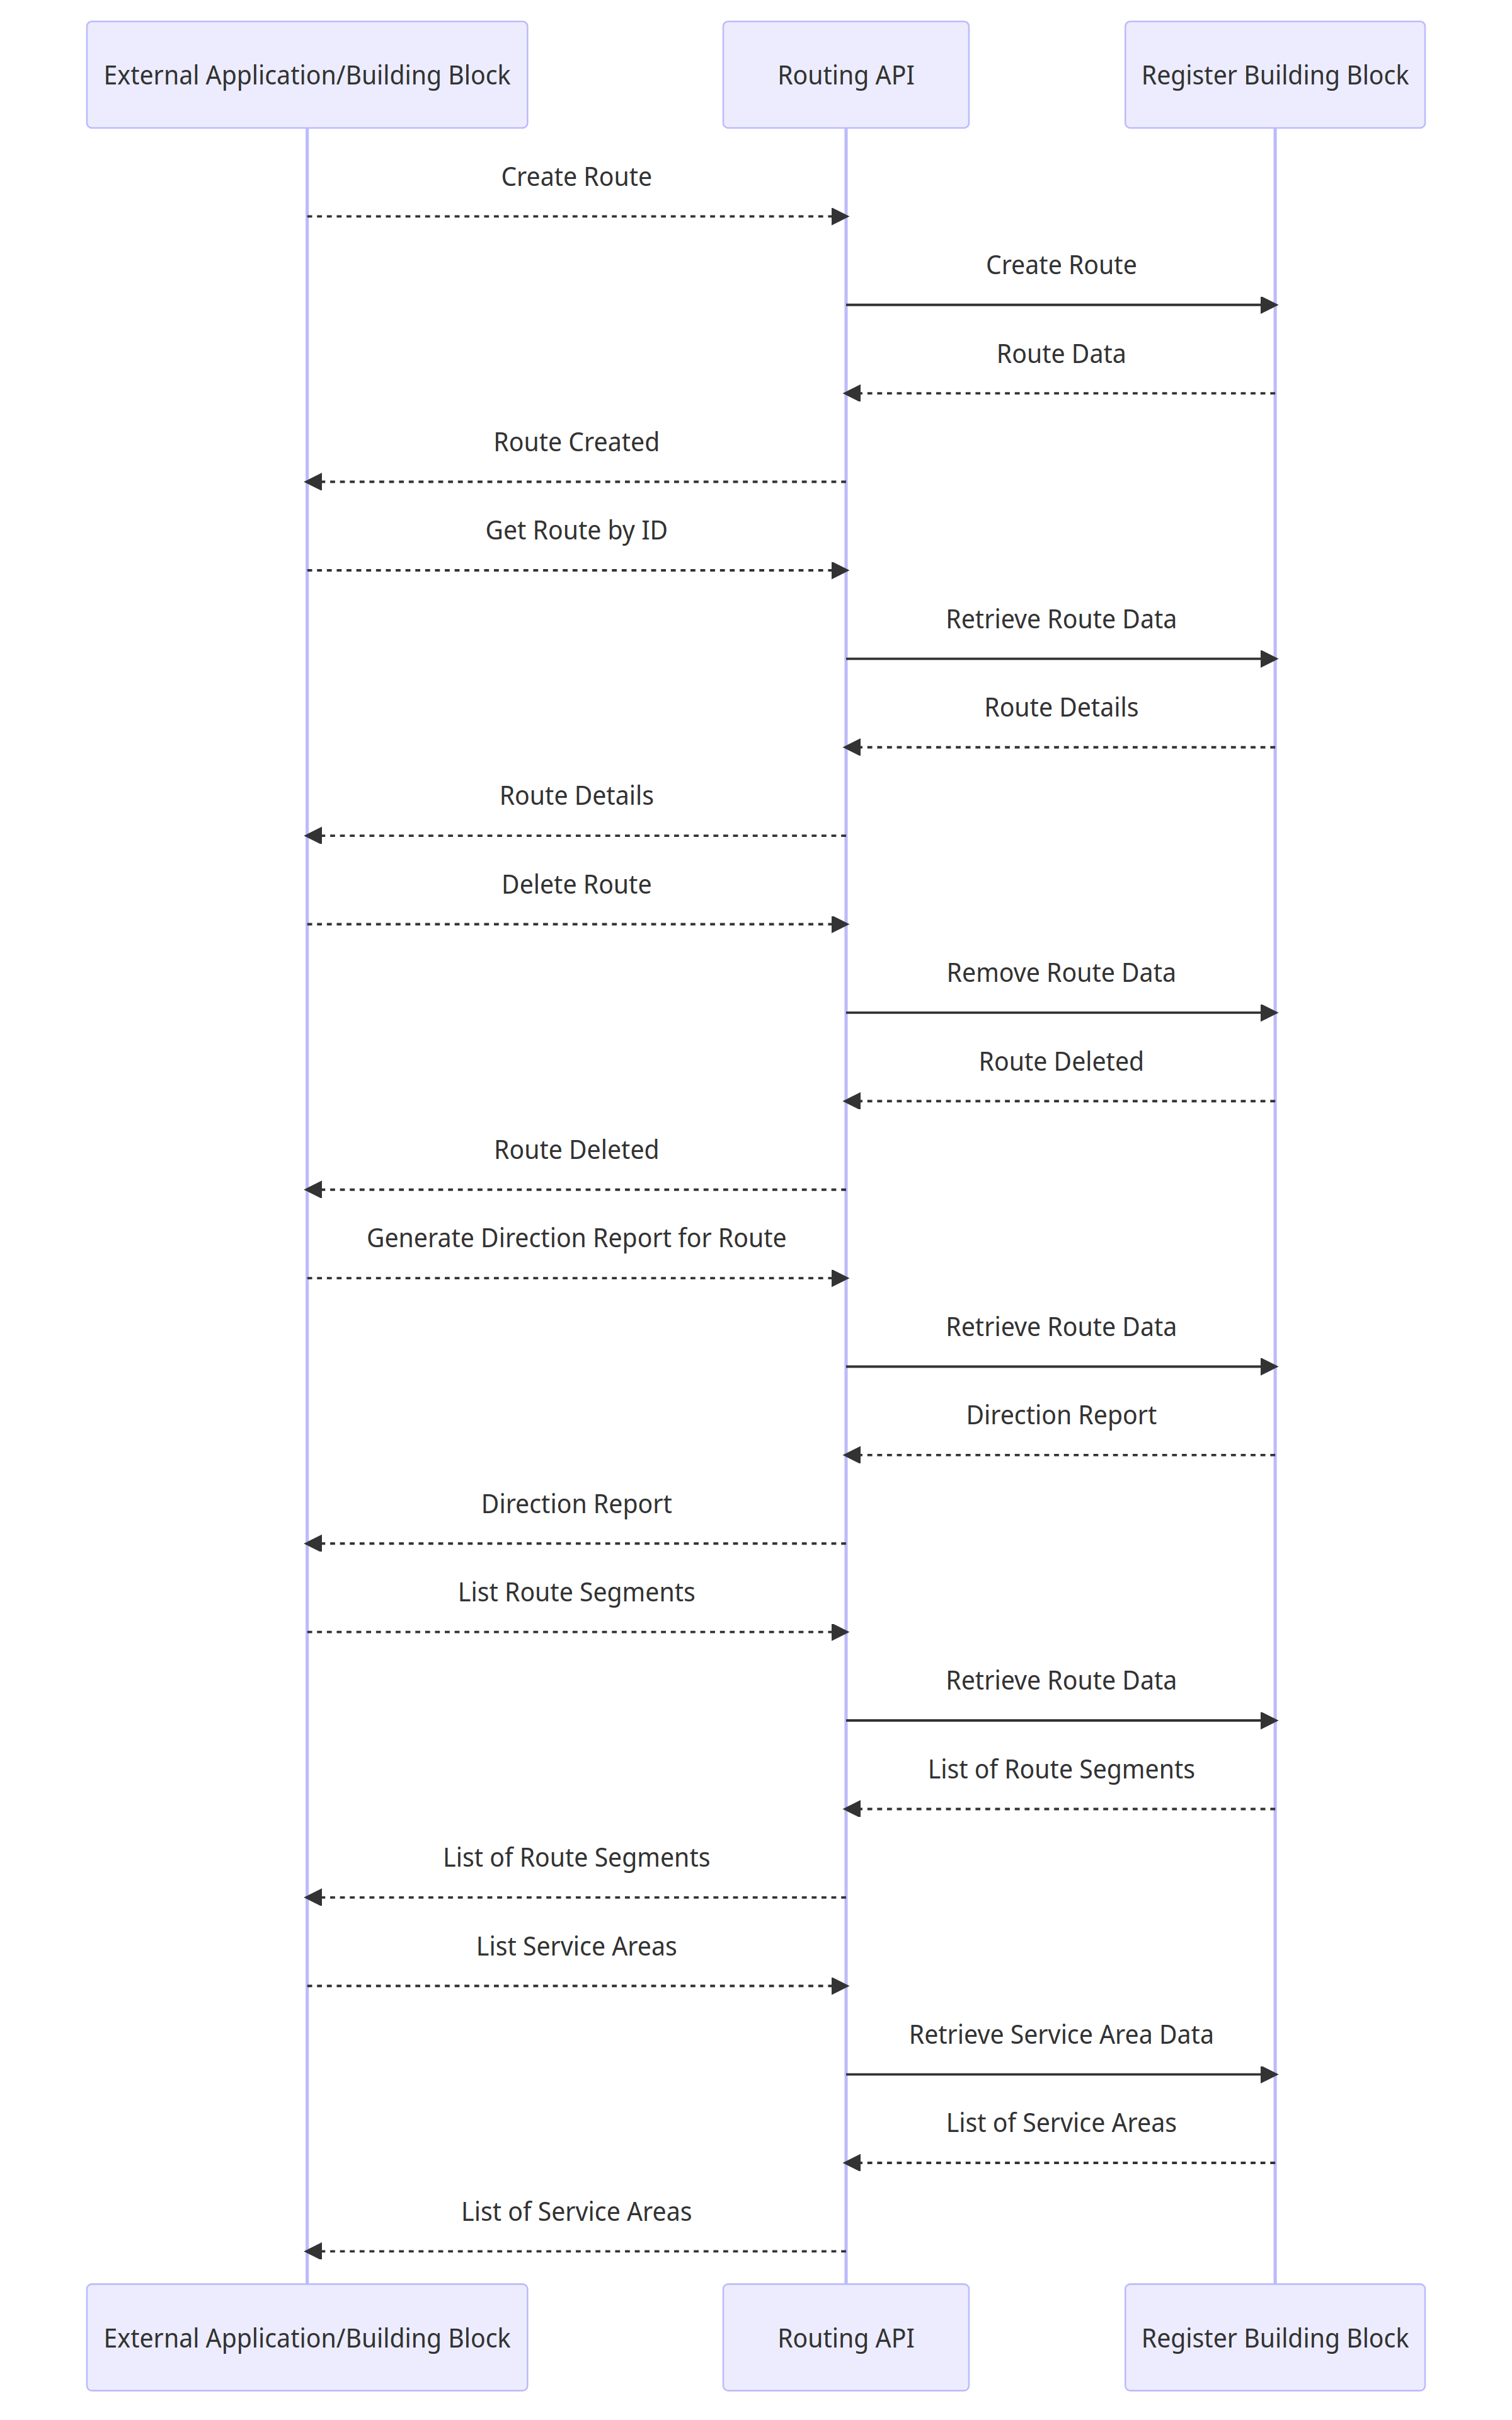 External Application/Building Block
Routing API
Register Building Block
Create Route
Create Route
Route Data
Route Created
Get Route by ID
Retrieve Route Data
Route Details
Route Details
Delete Route
Remove Route Data
Route Deleted
Route Deleted
Generate Direction Report for Route
Retrieve Route Data
Direction Report
Direction Report
List Route Segments
Retrieve Route Data
List of Route Segments
List of Route Segments
List Service Areas
Retrieve Service Area Data
List of Service Areas
List of Service Areas
External Application/Building Block
Routing API
Register Building Block